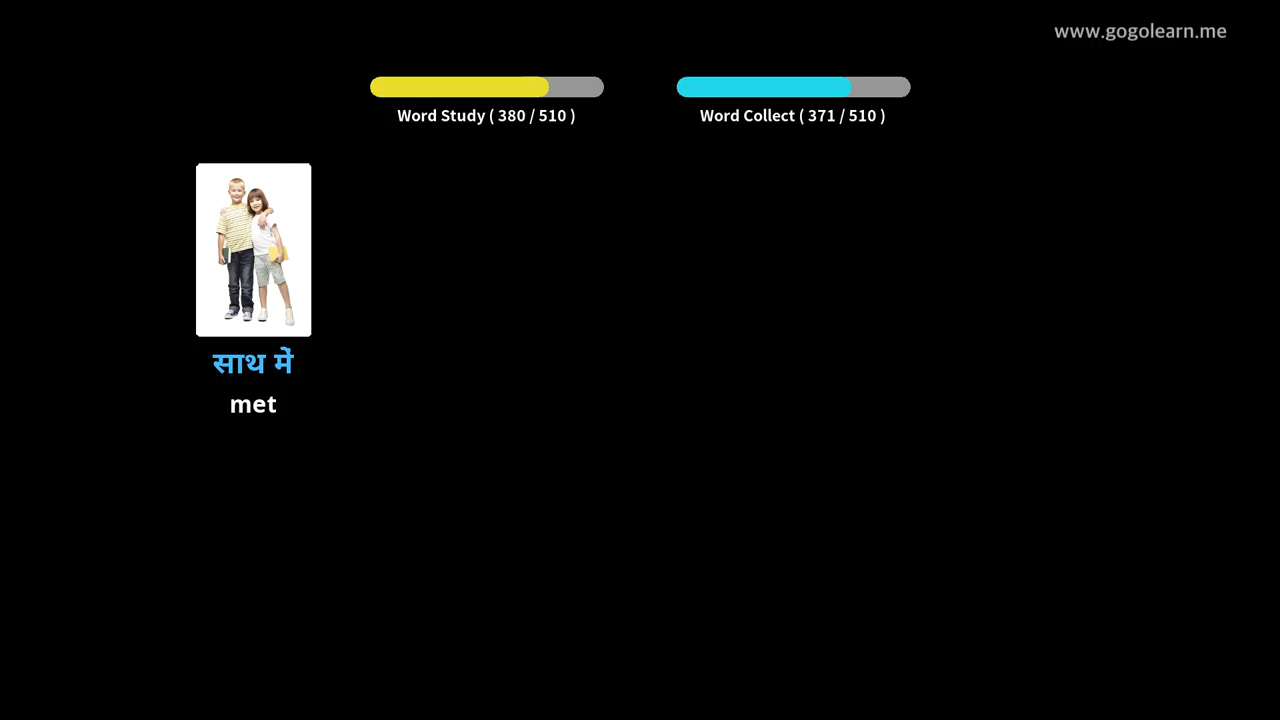 www.gogolearn.me
Word Study ( 380 / 510 )
Word Collect ( 371 / 510 )
साथ में
met